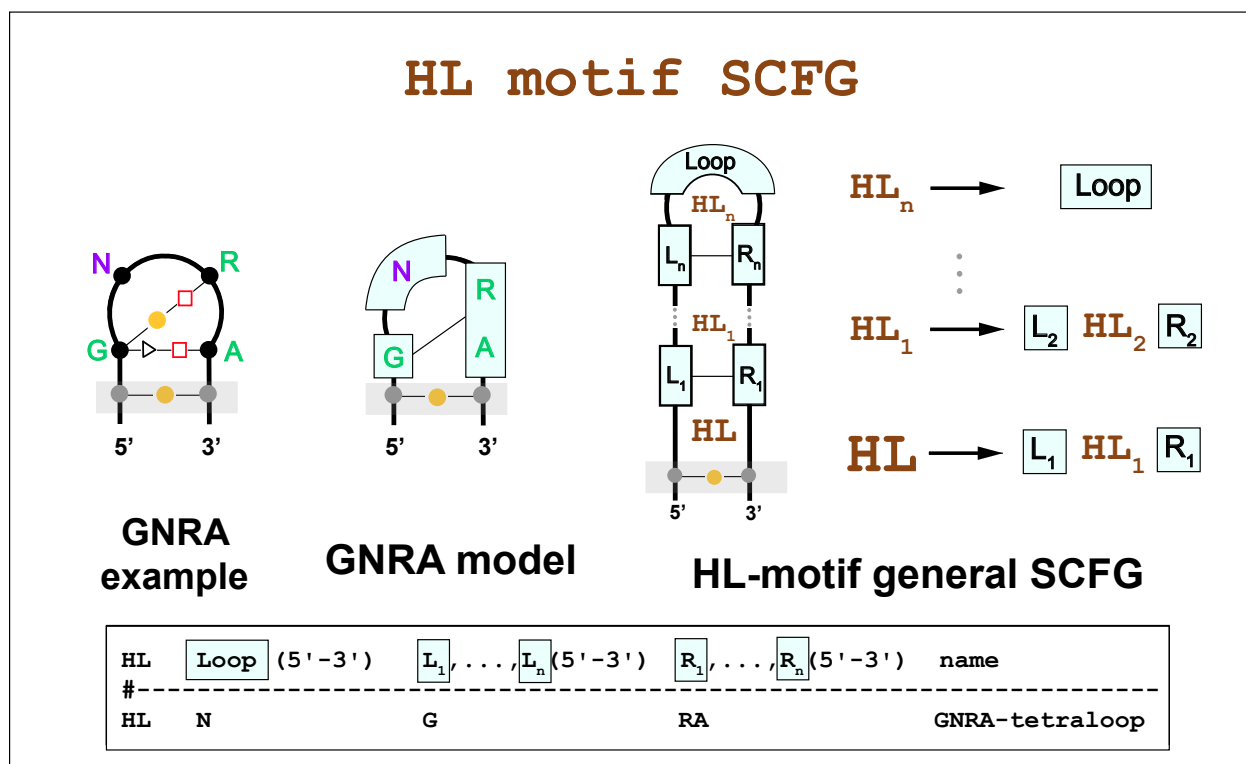 HL motif SCFG
N R
G A
5' 3'
GNRA
example
N
R
G A
5' 3'
GNRA model
Loop
HLn
Ln Rn
HL1
L1 R1
HL
5' 3'
HL-motif general SCFG
HLn Loop
HL1 L2 HL2 R2
HL L1 HL1 R1
HL Loop (5'-3') L1,...,Ln(5'-3') R1,...,Rn(5'-3') name
#------------------------------------------------------------------------
HL N G RA GNRA-tetraloop